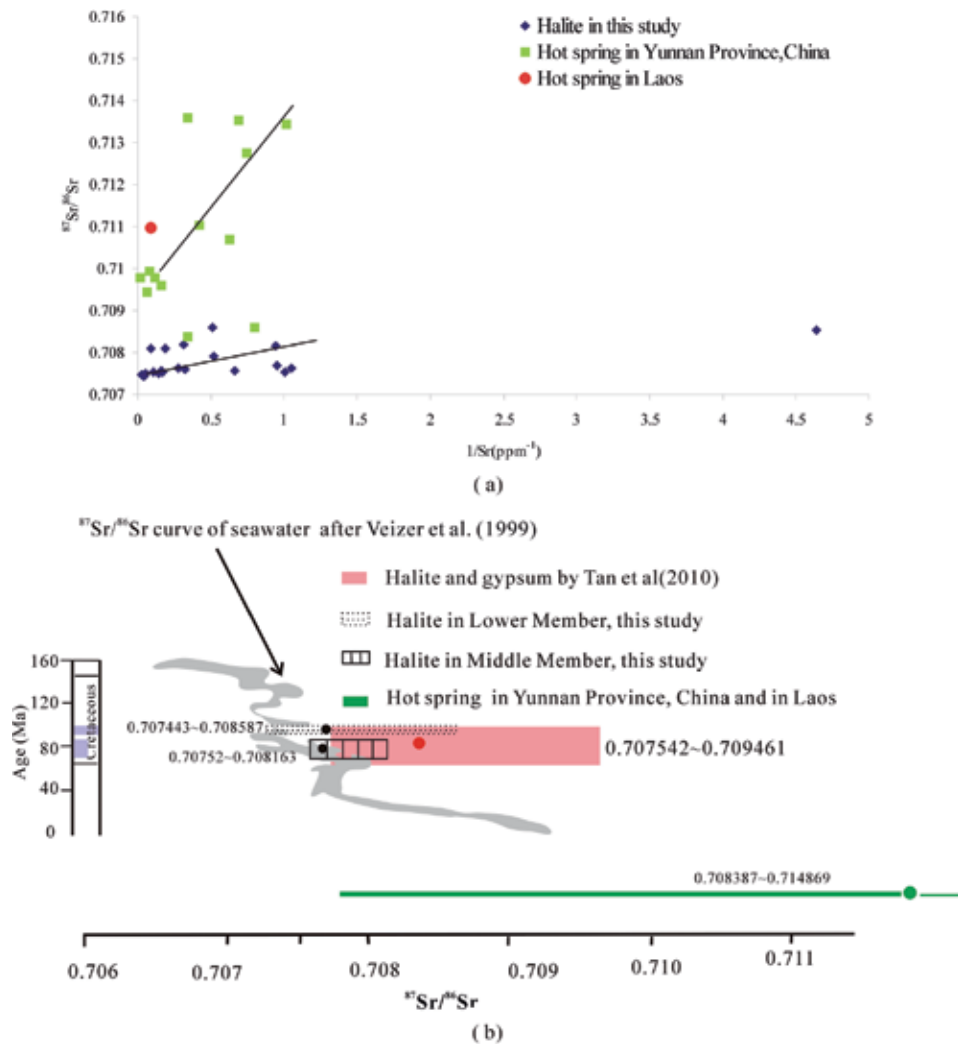 0.716
0.715
0.714
0.713
0.712
0.711
0.71
0.709
0.708
0.707
⁸⁷Sr/⁸⁶Sr
Halite in this study
Hot spring in Yunnan Province,China
Hot spring in Laos
0 0.5 1 1.5 2 2.5 3 3.5 4 4.5 5
1/Sr(ppm⁻¹)
( a )
⁸⁷Sr/⁸⁶Sr curve of seawater after Veizer et al. (1999)
Halite and gypsum by Tan et al(2010)
Halite in Lower Member, this study
Halite in Middle Member, this study
Hot spring in Yunnan Province, China and in Laos
160
120
80
40
0
Age (Ma)
Cretaceous
0.707443~0.708587
0.70752~0.708163
0.707542~0.709461
0.708387~0.714869
0.706 0.707 0.708 0.709 0.710 0.711
⁸⁷Sr/⁸⁶Sr
( b )